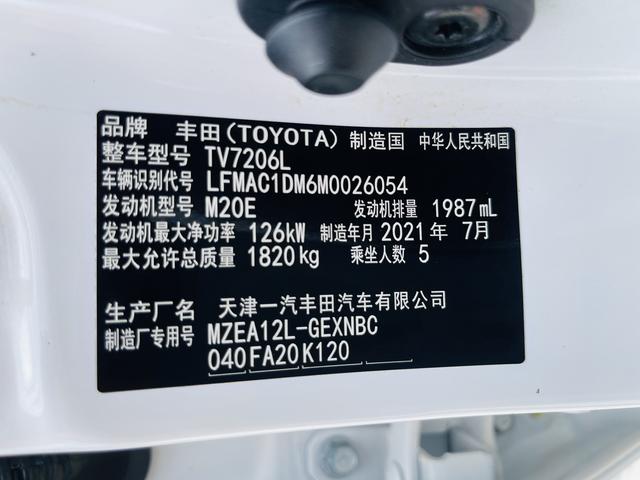 品牌 丰田(TOYOTA) 制造国 中华人民共和国
整车型号 TV7206L
车辆识别代号 LFMAC1DM6M0026054
发动机型号 M20E 发动机排量 1987mL
发动机最大净功率 126kW 制造年月 2021年 7月
最大允许总质量 1820kg 乘坐人数 5
生产厂名 天津一汽丰田汽车有限公司
制造厂专用号 MZEA12L-GEXNBC
040 FA20 K120